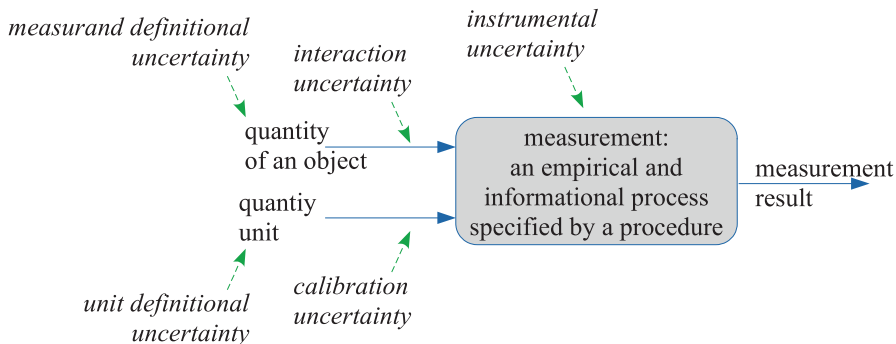 measurand definitional
uncertainty
interaction
uncertainty
instrumental
uncertainty
quantity
of an object
measurement:
an empirical and
informational process
specified by a procedure
measurement
result
quantiy
unit
unit definitional
uncertainty
calibration
uncertainty